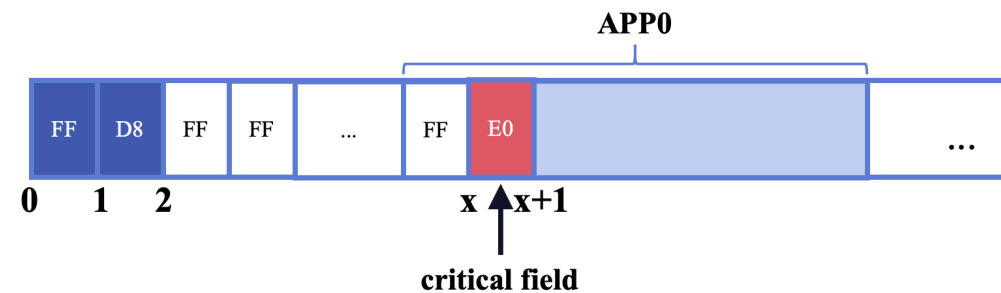 APP0
FF D8 FF FF ... FF E0 ...
0 1 2 x x+1
critical field